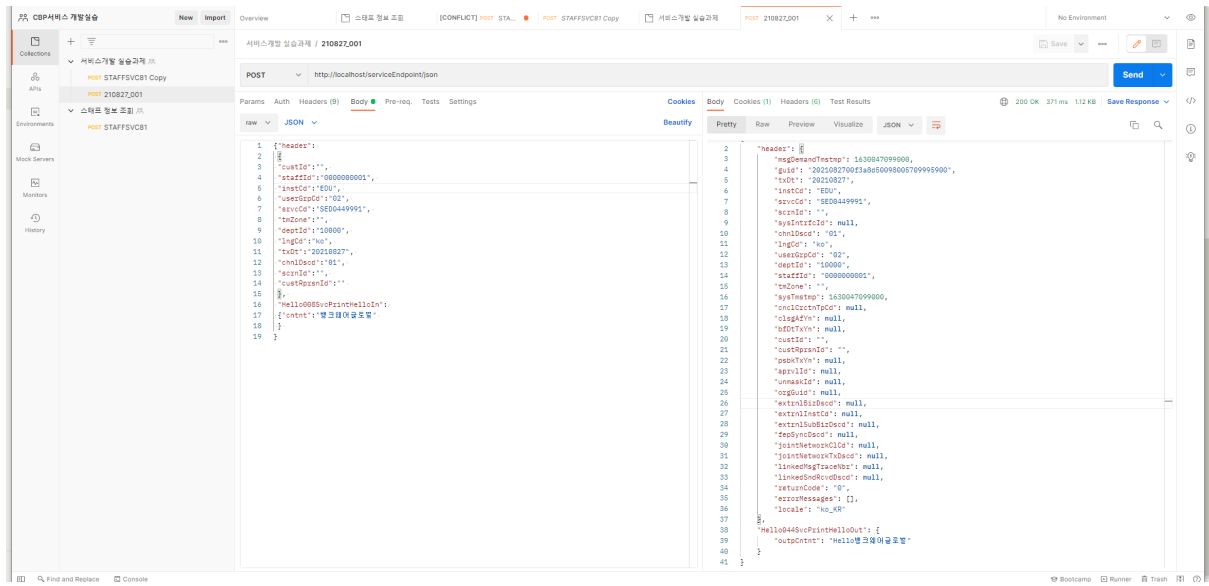 CBP서비스 개발실습
New Import
Overview
스태프 정보 조회
[CONFLICT] POST STA...
POST STAFFSVC81 Copy
서비스개발 실습과제
POST 210827_001
No Environment
Collections
APIs
Environments
Mock Servers
Monitors
History
서비스개발 실습과제
POST STAFFSVC81 Copy
POST 210827_001
스태프 정보 조회
POST STAFFSVC81
서비스개발 실습과제 / 210827_001
Save
POST http://localhost/serviceEndpoint/json
Send
Params Auth Headers (9) Body Pre-req. Tests Settings
Cookies
raw JSON
Beautify
1 {"header":
2 {
3 "custId":"",
4 "staffId":"0000000001",
5 "instCd":"EDU",
6 "userGrpCd":"02",
7 "srvcCd":"SED0449991",
8 "tmZone":"",
9 "deptId":"10000",
10 "lngCd":"ko",
11 "txDt":"20210827",
12 "chnlDscd":"01",
13 "scrnId":"",
14 "custRprsnId":""
15 },
16 "Hello008SvcPrintHelloIn":
17 {"cntnt":"뱅크웨어글로벌"
18 }
19 }
Body Cookies (1) Headers (6) Test Results
200 OK 371 ms 1.12 KB Save Response
Pretty Raw Preview Visualize JSON
2 "header": {
3 "msgDemandTmstmp": 1630047099000,
4 "guid": "2021082700f3a8d50098005709995900",
5 "txDt": "20210827",
6 "instCd": "EDU",
7 "srvcCd": "SED0449991",
8 "scrnId": "",
9 "sysIntrfcId": null,
10 "chnlDscd": "01",
11 "lngCd": "ko",
12 "userGrpCd": "02",
13 "deptId": "10000",
14 "staffId": "0000000001",
15 "tmZone": "",
16 "sysTmstmp": 1630047099000,
17 "cnclCrctnTpCd": null,
18 "clsgAfYn": null,
19 "bfDtTxYn": null,
20 "custId": "",
21 "custRprsnId": "",
22 "psbkTxYn": null,
23 "aprvlId": null,
24 "unmaskId": null,
25 "orgGuid": null,
26 "extrnlBizDscd": null,
27 "extrnlInstCd": null,
28 "extrnlSubBizDscd": null,
29 "fepSyncDscd": null,
30 "jointNetworkClCd": null,
31 "jointNetworkTxDscd": null,
32 "linkedMsgTraceNbr": null,
33 "linkedSndRcvdDscd": null,
34 "returnCode": "0",
35 "errorMessages": [],
36 "locale": "ko_KR"
37 },
38 "Hello044SvcPrintHelloOut": {
39 "outpCntnt": "Hello뱅크웨어글로벌"
40 }
41 }
Find and Replace Console
Bootcamp Runner Trash